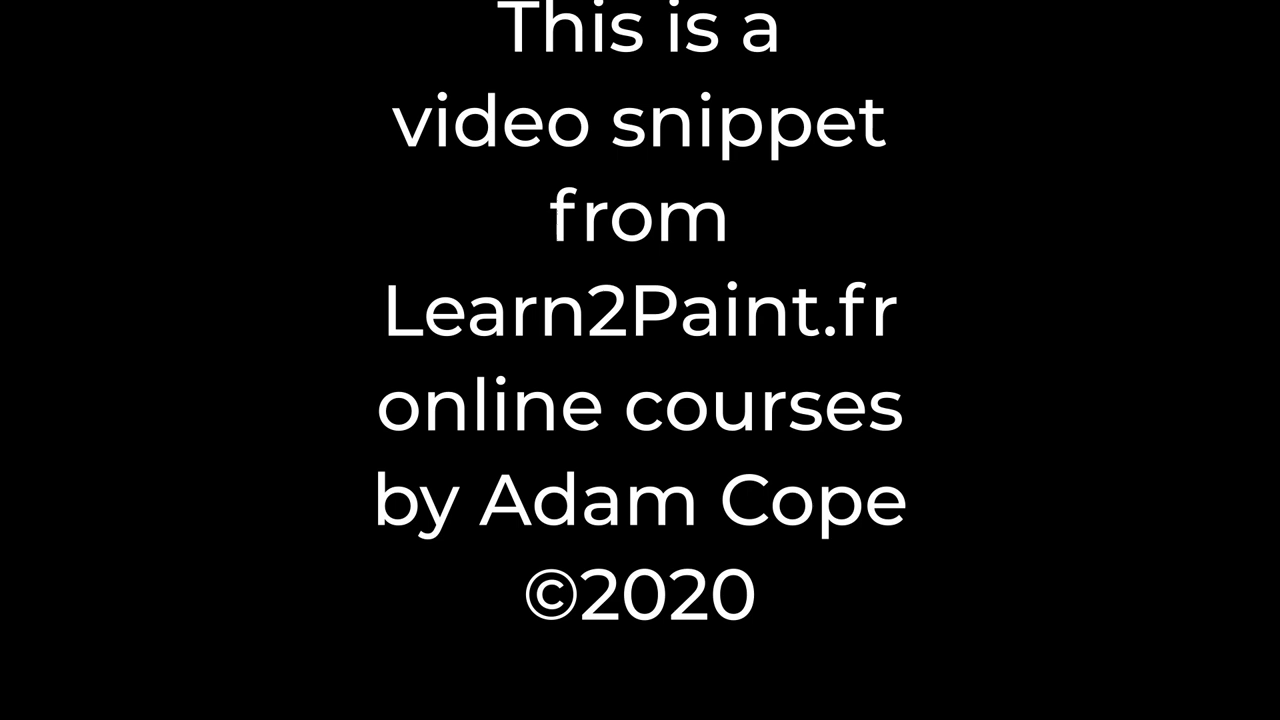 This is a
video snippet
from
Learn2Paint.fr
online courses
by Adam Cope
©2020